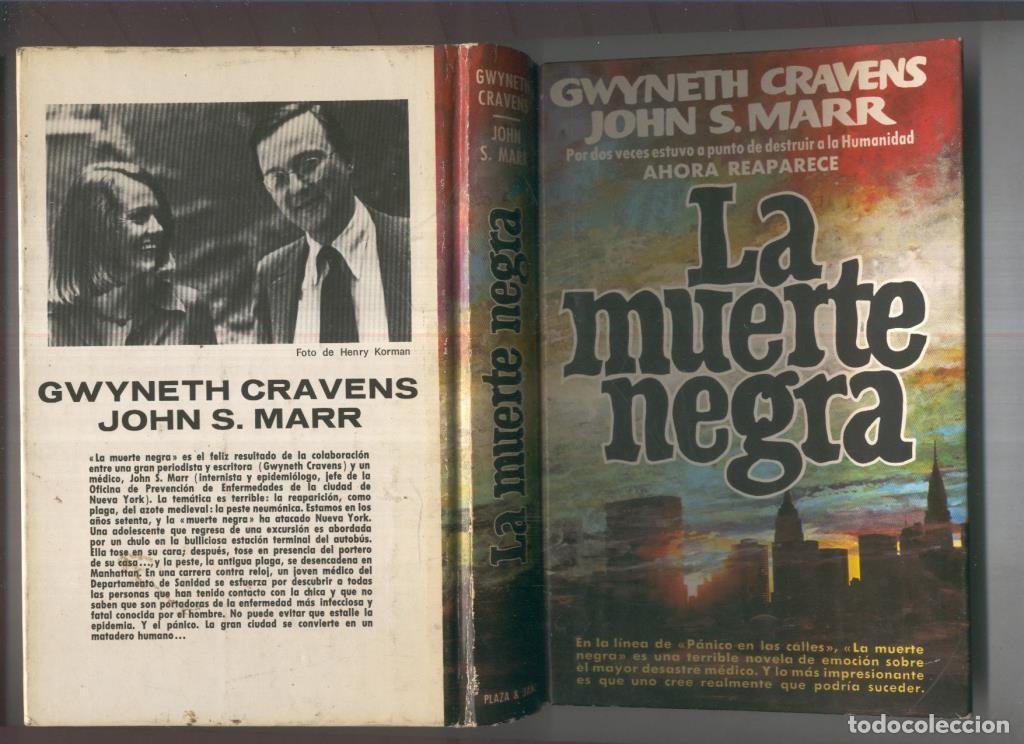 Foto de Henry Korman
GWYNETH CRAVENS
JOHN S. MARR
«La muerte negra» es el feliz resultado de la colaboración
entre una gran periodista y escritora (Gwyneth Cravens) y un
médico, John S. Marr (internista y epidemiólogo, jefe de la
Oficina de Prevención de Enfermedades de la ciudad de
Nueva York). La temática es terrible: la reaparición, como
plaga, del azote medieval: la peste neumónica. Estamos en los
años setenta, y la «muerte negra» ha atacado Nueva York.
Una adolescente que regresa de una excursión es abordada
por un chulo en la bulliciosa estación terminal del autobús.
Ella tose en su cara; después, tose en presencia del portero
de su casa..., y la peste, la antigua plaga, se desencadena en
Manhattan. En una carrera contra reloj, un joven médico del
Departamento de Sanidad se esfuerza por descubrir a todas
las personas que han tenido contacto con la chica y que no
saben que son portadoras de la enfermedad más infecciosa y
fatal conocida por el hombre. No puede evitar que estalle la
epidemia. Y el pánico. La gran ciudad se convierte en un
matadero humano...
GWYNETH
CRAVENS
JOHN
S. MARR
La muerte negra
PLAZA &
GWYNETH CRAVENS
JOHN S. MARR
Por dos veces estuvo a punto de destruir a la Humanidad
AHORA REAPARECE
La
muerte
negra
En la línea de «Pánico en las calles», «La muerte
negra» es una terrible novela de emoción sobre
el mayor desastre médico. Y lo más impresionante
es que uno cree realmente que podría suceder.
todocoleccion